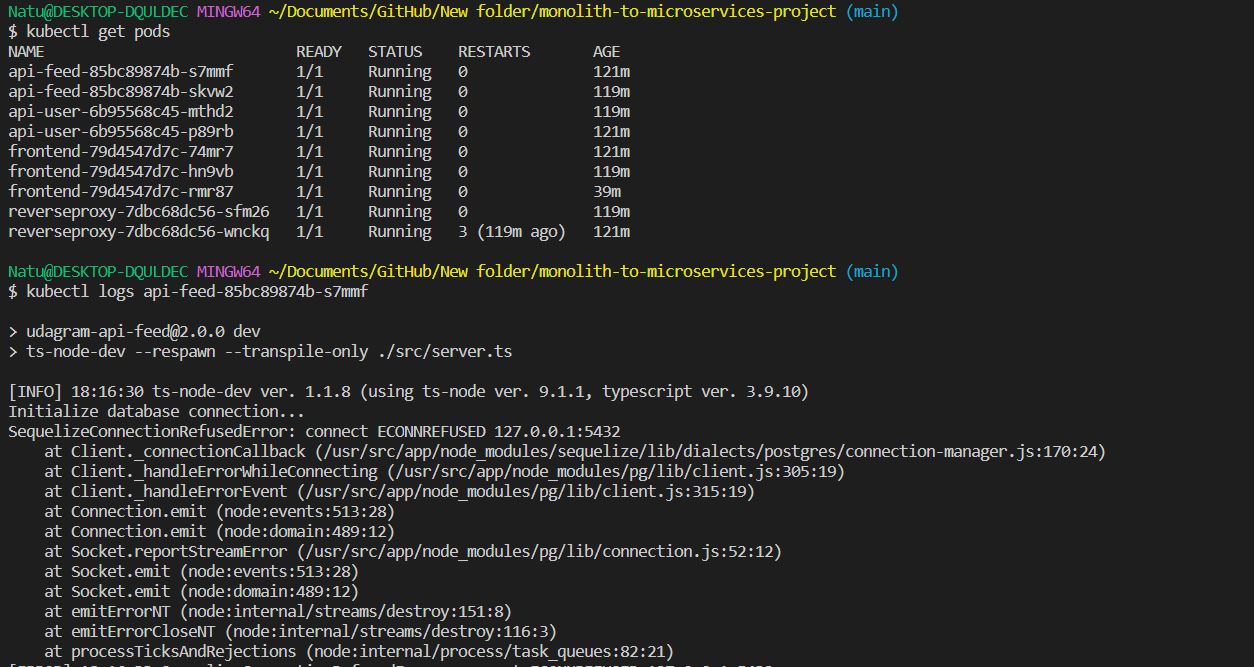 Natu@DESKTOP-DQULDEC MINGW64 ~/Documents/GitHub/New folder/monolith-to-microservices-project (main)
$ kubectl get pods
NAME READY STATUS RESTARTS AGE
api-feed-85bc89874b-s7mmf 1/1 Running 0 121m
api-feed-85bc89874b-skvw2 1/1 Running 0 119m
api-user-6b95568c45-mthd2 1/1 Running 0 119m
api-user-6b95568c45-p89rb 1/1 Running 0 121m
frontend-79d4547d7c-74mr7 1/1 Running 0 121m
frontend-79d4547d7c-hn9vb 1/1 Running 0 119m
frontend-79d4547d7c-rmr87 1/1 Running 0 39m
reverseproxy-7dbc68dc56-sfm26 1/1 Running 0 119m
reverseproxy-7dbc68dc56-wnckq 1/1 Running 3 (119m ago) 121m
Natu@DESKTOP-DQULDEC MINGW64 ~/Documents/GitHub/New folder/monolith-to-microservices-project (main)
$ kubectl logs api-feed-85bc89874b-s7mmf
> udagram-api-feed@2.0.0 dev
> ts-node-dev --respawn --transpile-only ./src/server.ts
[INFO] 18:16:30 ts-node-dev ver. 1.1.8 (using ts-node ver. 9.1.1, typescript ver. 3.9.10)
Initialize database connection...
SequelizeConnectionRefusedError: connect ECONNREFUSED 127.0.0.1:5432
at Client._connectionCallback (/usr/src/app/node_modules/sequelize/lib/dialects/postgres/connection-manager.js:170:24)
at Client._handleErrorWhileConnecting (/usr/src/app/node_modules/pg/lib/client.js:305:19)
at Client._handleErrorEvent (/usr/src/app/node_modules/pg/lib/client.js:315:19)
at Connection.emit (node:events:513:28)
at Connection.emit (node:domain:489:12)
at Socket.reportStreamError (/usr/src/app/node_modules/pg/lib/connection.js:52:12)
at Socket.emit (node:events:513:28)
at Socket.emit (node:domain:489:12)
at emitErrorNT (node:internal/streams/destroy:151:8)
at emitErrorCloseNT (node:internal/streams/destroy:116:3)
at processTicksAndRejections (node:internal/process/task_queues:82:21)